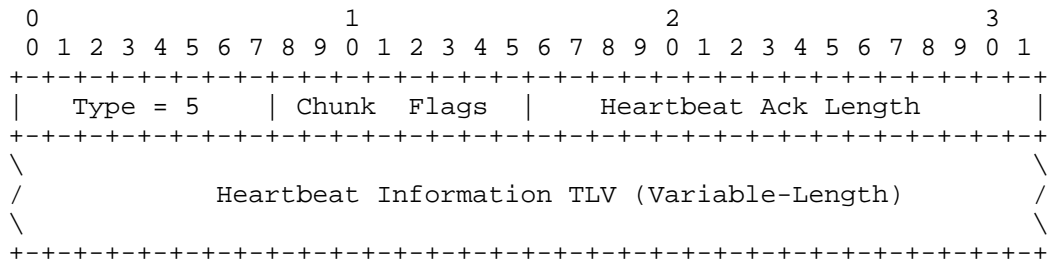 0                   1                   2                   3
 0 1 2 3 4 5 6 7 8 9 0 1 2 3 4 5 6 7 8 9 0 1 2 3 4 5 6 7 8 9 0 1
+-+-+-+-+-+-+-+-+-+-+-+-+-+-+-+-+-+-+-+-+-+-+-+-+-+-+-+-+-+-+-+-+
|   Type = 5    | Chunk  Flags  |    Heartbeat Ack Length       |
+-+-+-+-+-+-+-+-+-+-+-+-+-+-+-+-+-+-+-+-+-+-+-+-+-+-+-+-+-+-+-+-+
\                                                               \
/            Heartbeat Information TLV (Variable-Length)        /
\                                                               \
+-+-+-+-+-+-+-+-+-+-+-+-+-+-+-+-+-+-+-+-+-+-+-+-+-+-+-+-+-+-+-+-+